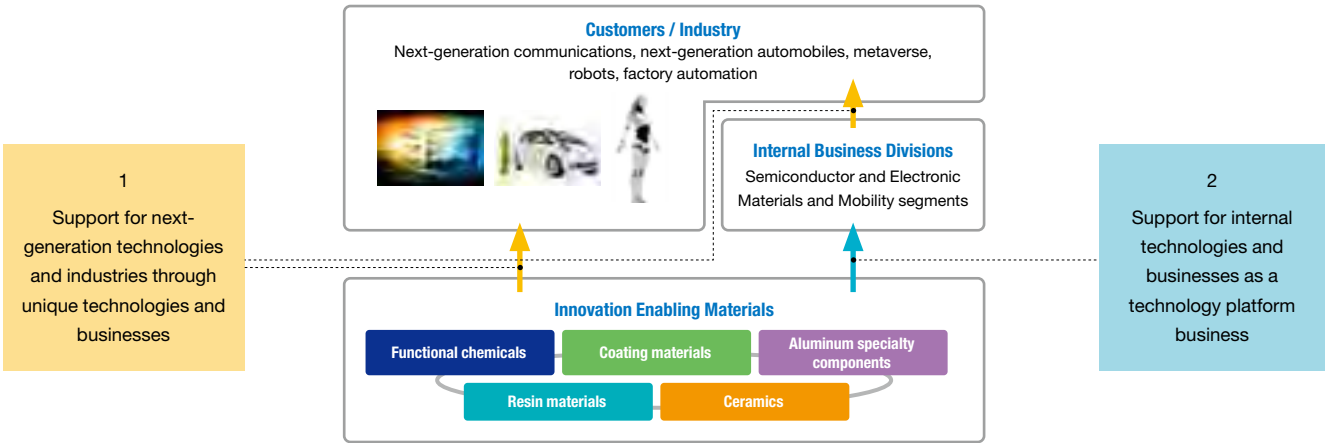 Customers / Industry
Next-generation communications, next-generation automobiles, metaverse,
robots, factory automation
Internal Business Divisions
Semiconductor and Electronic
Materials and Mobility segments
1
Support for next-
generation technologies
and industries through
unique technologies and
businesses
2
Support for internal
technologies and
businesses as a
technology platform
business
Innovation Enabling Materials
Functional chemicals
Coating materials
Aluminum specialty
components
Resin materials
Ceramics